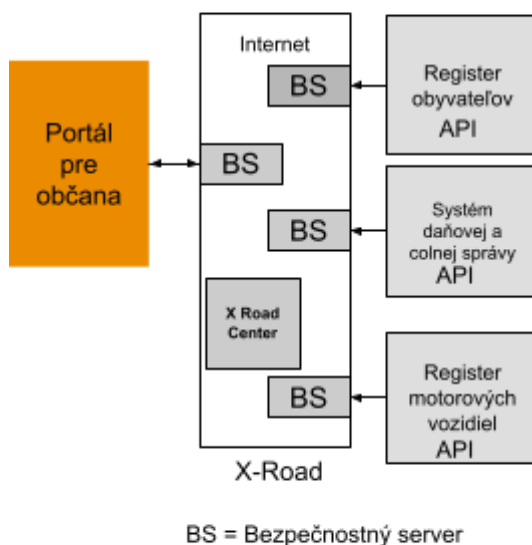 Internet
BS
Register
obyvateľov
API
Portál
pre
občana
BS
BS
Systém
daňovej a
colnej správy
API
X Road
Center
BS
Register
motorových
vozidiel
API
X-Road
BS = Bezpečnostný server